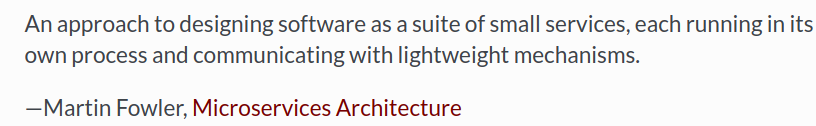 An approach to designing software as a suite of small services, each running in its
own process and communicating with lightweight mechanisms.
—Martin Fowler, Microservices Architecture